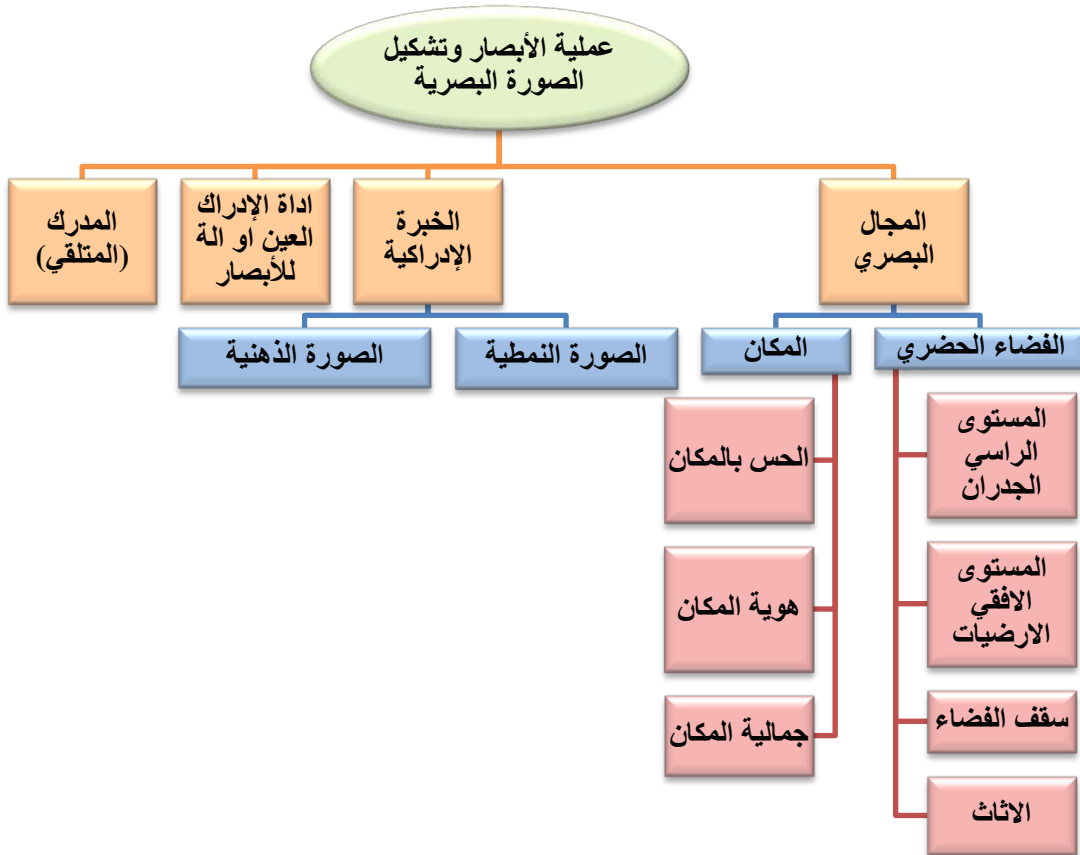 عملية الأبصار وتشكيل
الصورة البصرية
المجال
البصري
الخبرة
الإدراكية
اداة الإدراك
العين او الة
للأبصار
المدرك
(المتلقي)
الفضاء الحضري
المكان
الصورة النمطية
الصورة الذهنية
المستوى
الراسي
الجدران
المستوى
الافقي
الارضيات
سقف الفضاء
الاثاث
الحس بالمكان
هوية المكان
جمالية المكان